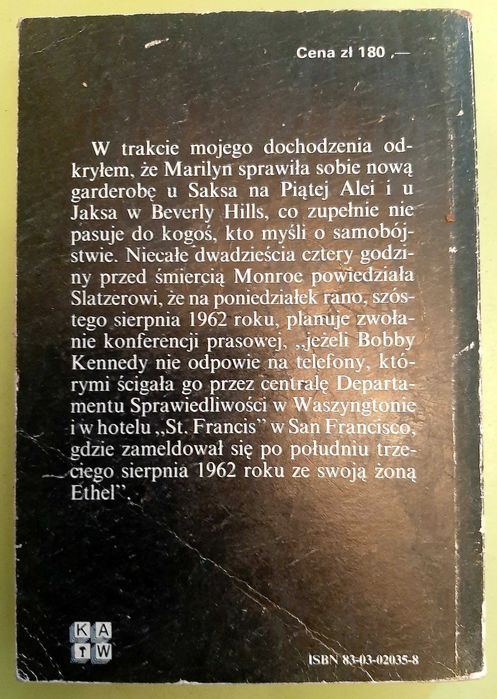 Cena zł 180 ,—
W trakcie mojego dochodzenia od-
kryłem, że Marilyn sprawiła sobie nową
garderobę u Saksa na Piątej Alei i u
Jaksa w Beverly Hills, co zupełnie nie
pasuje do kogoś, kto myśli o samobój-
stwie. Niecałe dwadzieścia cztery godzi-
ny przed śmiercią Monroe powiedziała
Slatzerowi, że na poniedziałek rano, szós-
tego sierpnia 1962 roku, planuje zwoła-
nie konferencji prasowej, „jeżeli Bobby
Kennedy nie odpowie na telefony, któ-
rymi ścigała go przez centralę Departa-
mentu Sprawiedliwości w Waszyngtonie
i w hotelu „St. Francis” w San Francisco,
gdzie zameldował się po południu trze-
ciego sierpnia 1962 roku ze swoją żoną
Ethel”.
K A
W
ISBN 83-03-02035-8